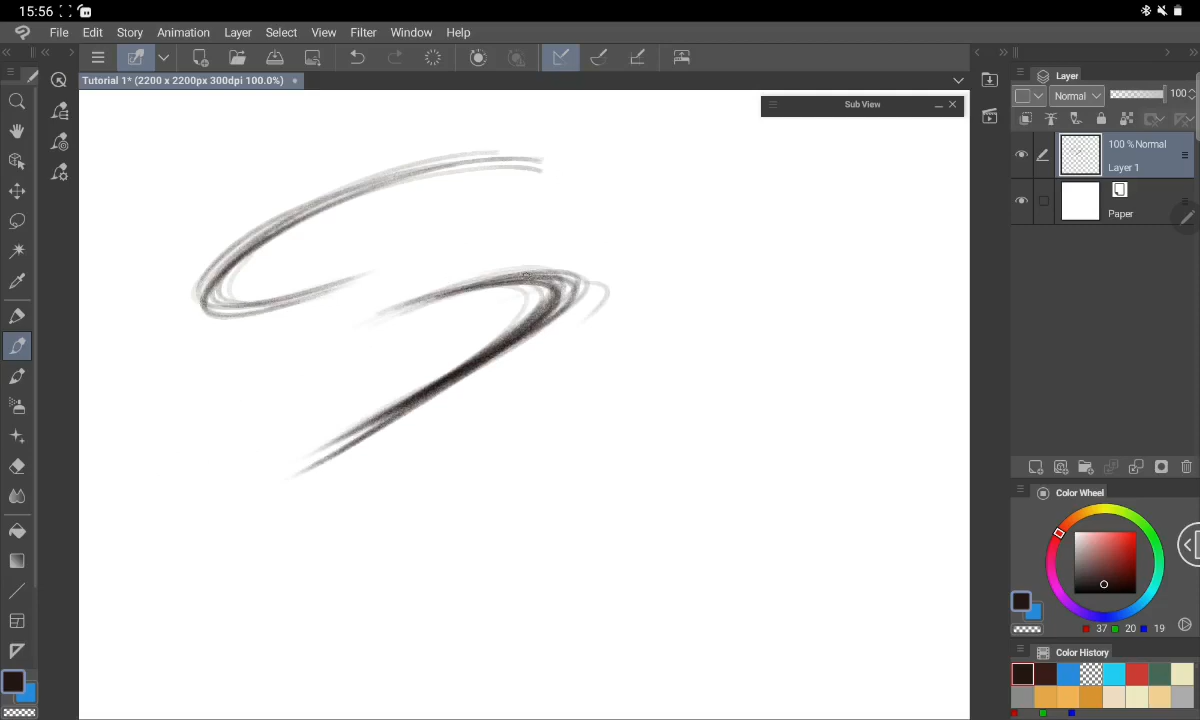 15:56
File Edit Story Animation Layer Select View Filter Window Help
Tutorial 1* (2200 x 2200px 300dpi 100.0%)
Sub View
Layer
Normal 100
100 % Normal
Layer 1
Paper
Color Wheel
37 20 19
Color History